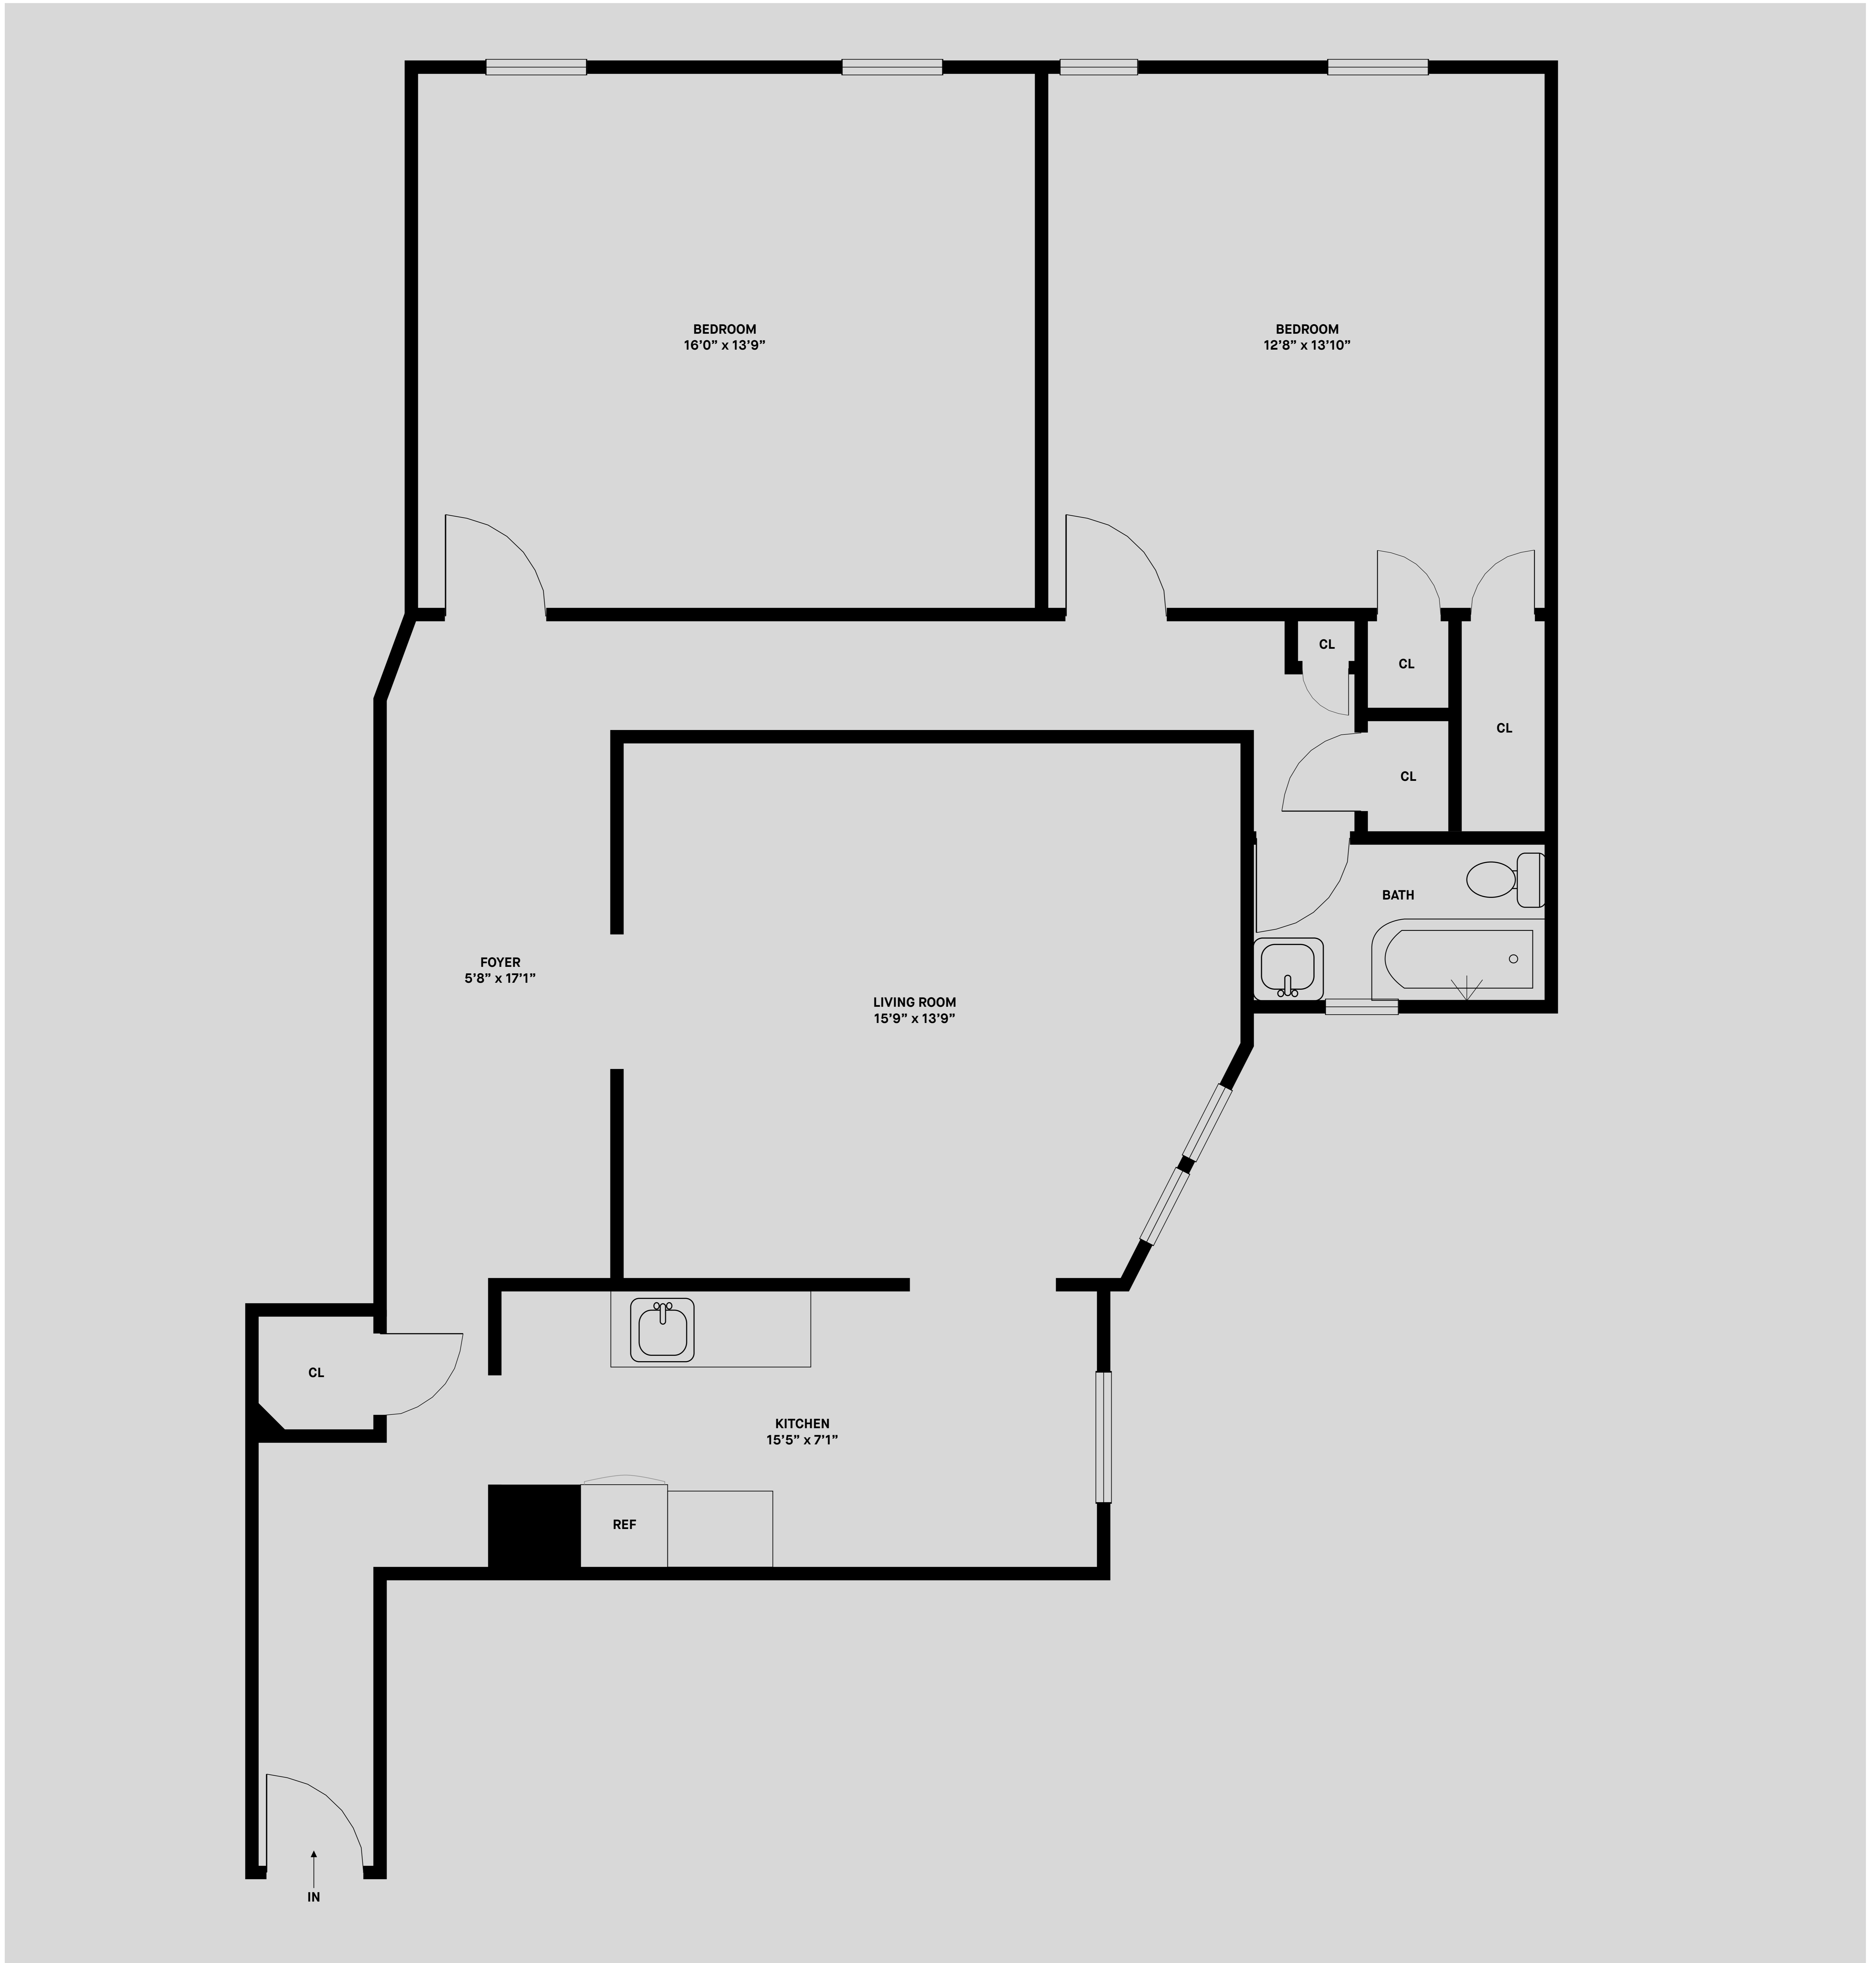 BEDROOM
16’0” x 13’9”
BEDROOM
12’8” x 13’10”
CL
CL
CL
CL
BATH
FOYER
5’8” x 17’1”
LIVING ROOM
15’9” x 13’9”
CL
KITCHEN
15’5” x 7’1”
REF
IN